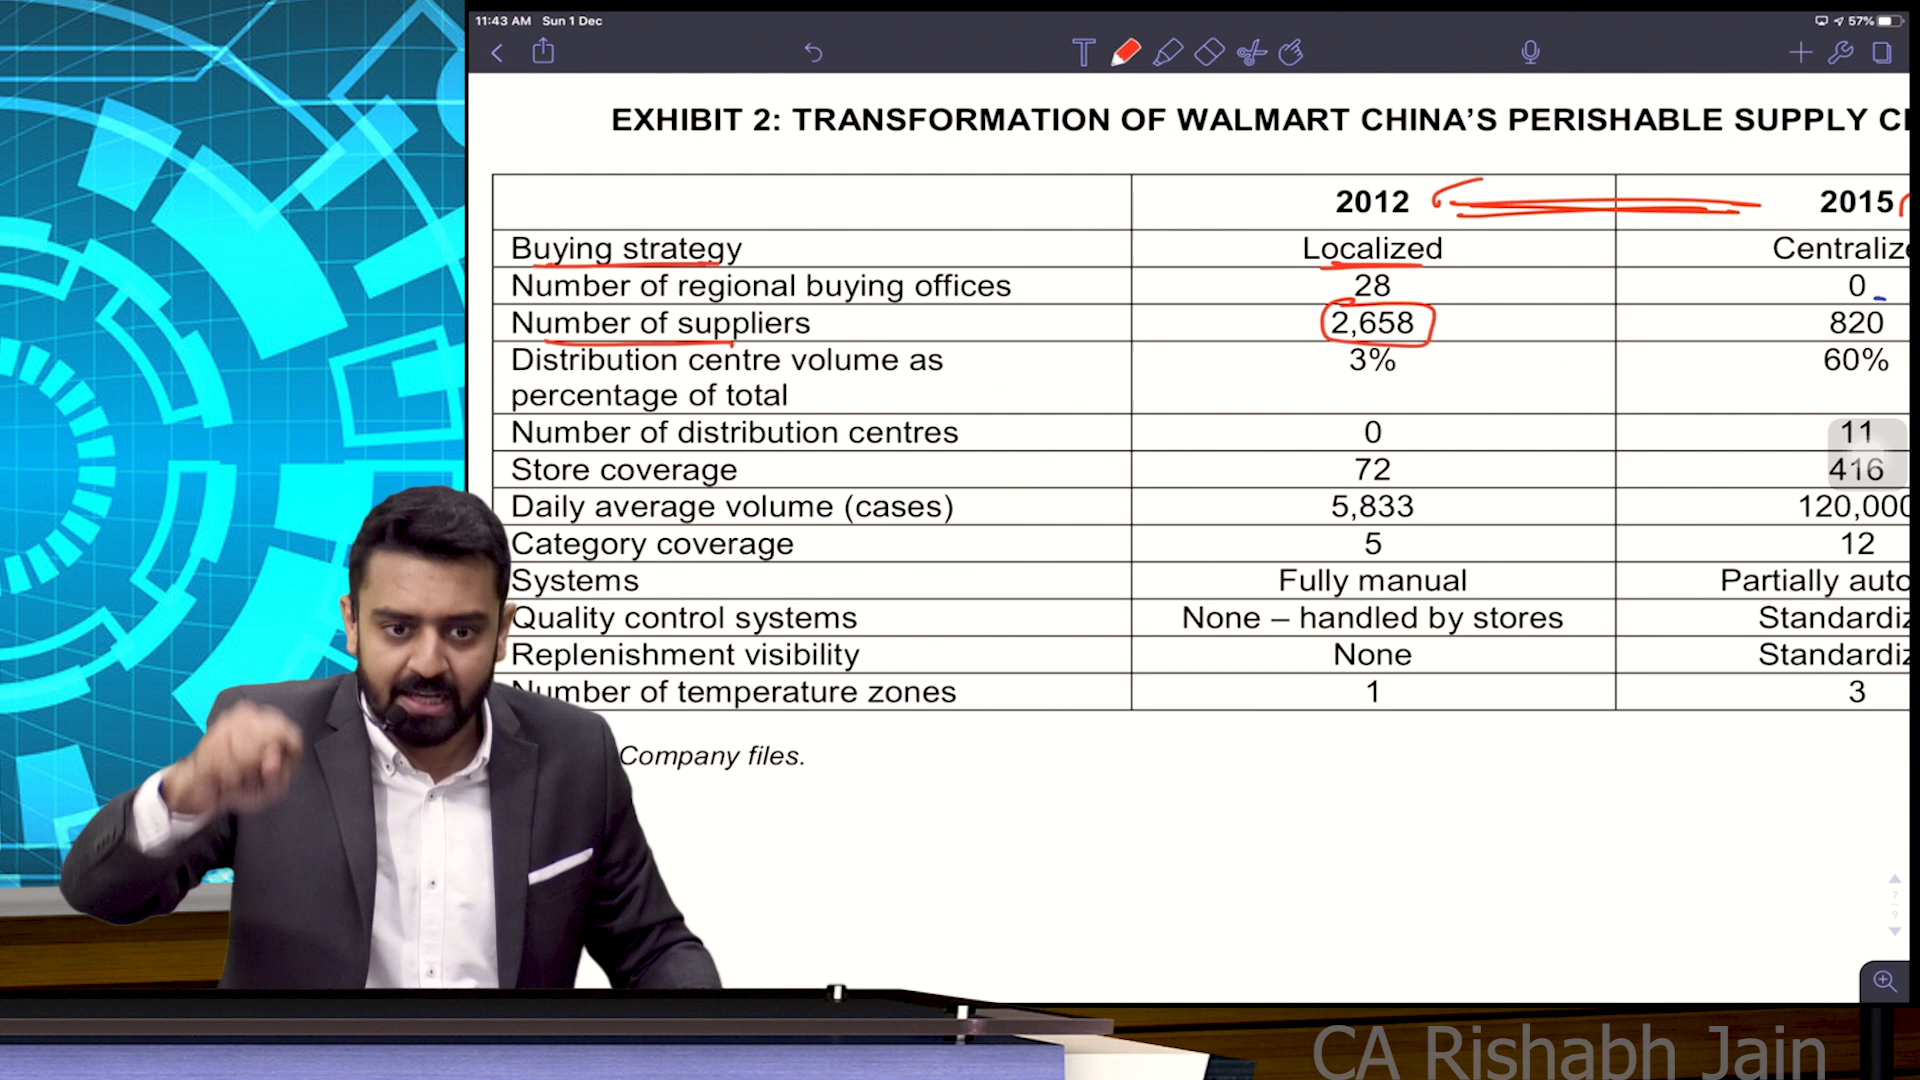 11:43 AM Sun 1 Dec
57%
EXHIBIT 2: TRANSFORMATION OF WALMART CHINA'S PERISHABLE SUPPLY C
2012 2015
Buying strategy Localized Centraliz
Number of regional buying offices 28 0
Number of suppliers 2,658 820
Distribution centre volume as 3% 60%
percentage of total
Number of distribution centres 0 11
Store coverage 72 416
Daily average volume (cases) 5,833 120,000
Category coverage 5 12
Systems Fully manual Partially auto
Quality control systems None – handled by stores Standardiz
Replenishment visibility None Standardiz
Number of temperature zones 1 3
Company files.
7
9
CA Rishabh Jain